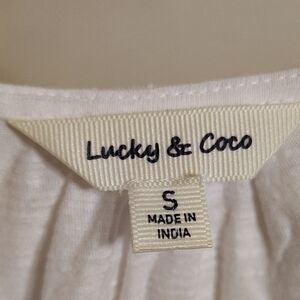 Lucky & Coco
S
MADE IN
INDIA